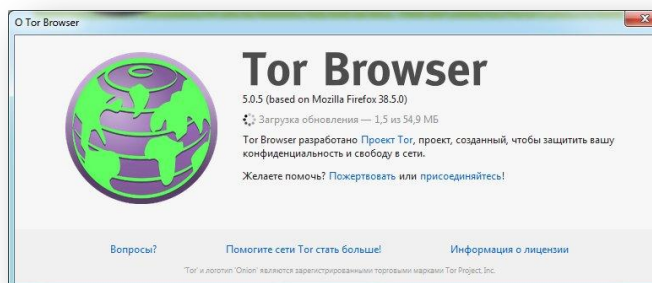 О Tor Browser
Tor Browser
5.0.5 (based on Mozilla Firefox 38.5.0)
Загрузка обновления — 1,5 из 54,9 МБ
Tor Browser разработано Проект Tor, проект, созданный, чтобы защитить вашу
конфиденциальность и свободу в сети.
Желаете помочь? Пожертвовать или присоединяйтесь!
Вопросы? Помогите сети Tor стать больше! Информация о лицензии
'Tor' и логотип 'Onion' являются зарегистрированными торговыми марками Tor Project, Inc.